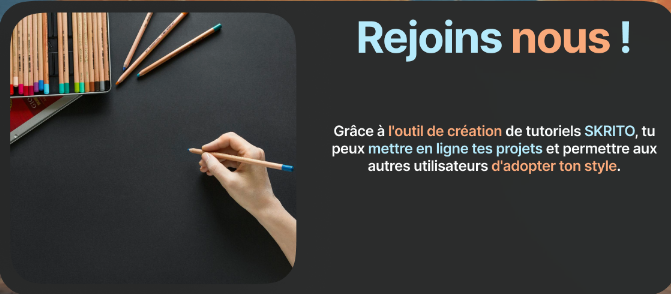 Rejoins nous !
Grâce à l'outil de création de tutoriels SKRITO, tu
peux mettre en ligne tes projets et permettre aux
autres utilisateurs d'adopter ton style.